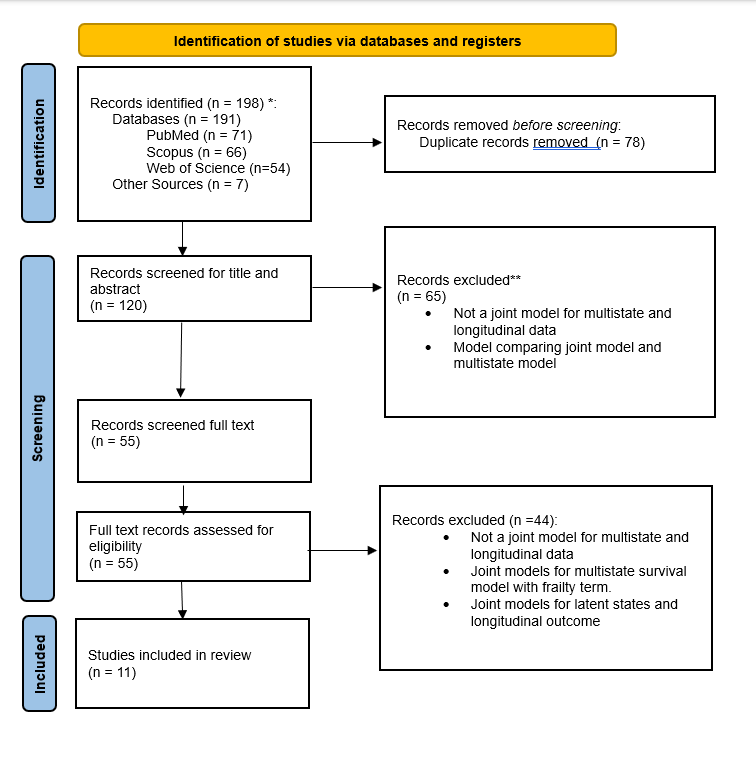 Identification of studies via databases and registers
Identification
Records identified (n = 198) *:
Databases (n = 191)
PubMed (n = 71)
Scopus (n = 66)
Web of Science (n=54)
Other Sources (n = 7)
Records removed before screening:
Duplicate records removed (n = 78)
Screening
Records screened for title and
abstract
(n = 120)
Records excluded**
(n = 65)
• Not a joint model for multistate and
longitudinal data
• Model comparing joint model and
multistate model
Records screened full text
(n = 55)
Full text records assessed for
eligibility
(n = 55)
Records excluded (n =44):
• Not a joint model for multistate and
longitudinal data
• Joint models for multistate survival
model with frailty term.
• Joint models for latent states and
longitudinal outcome
Included
Studies included in review
(n = 11)